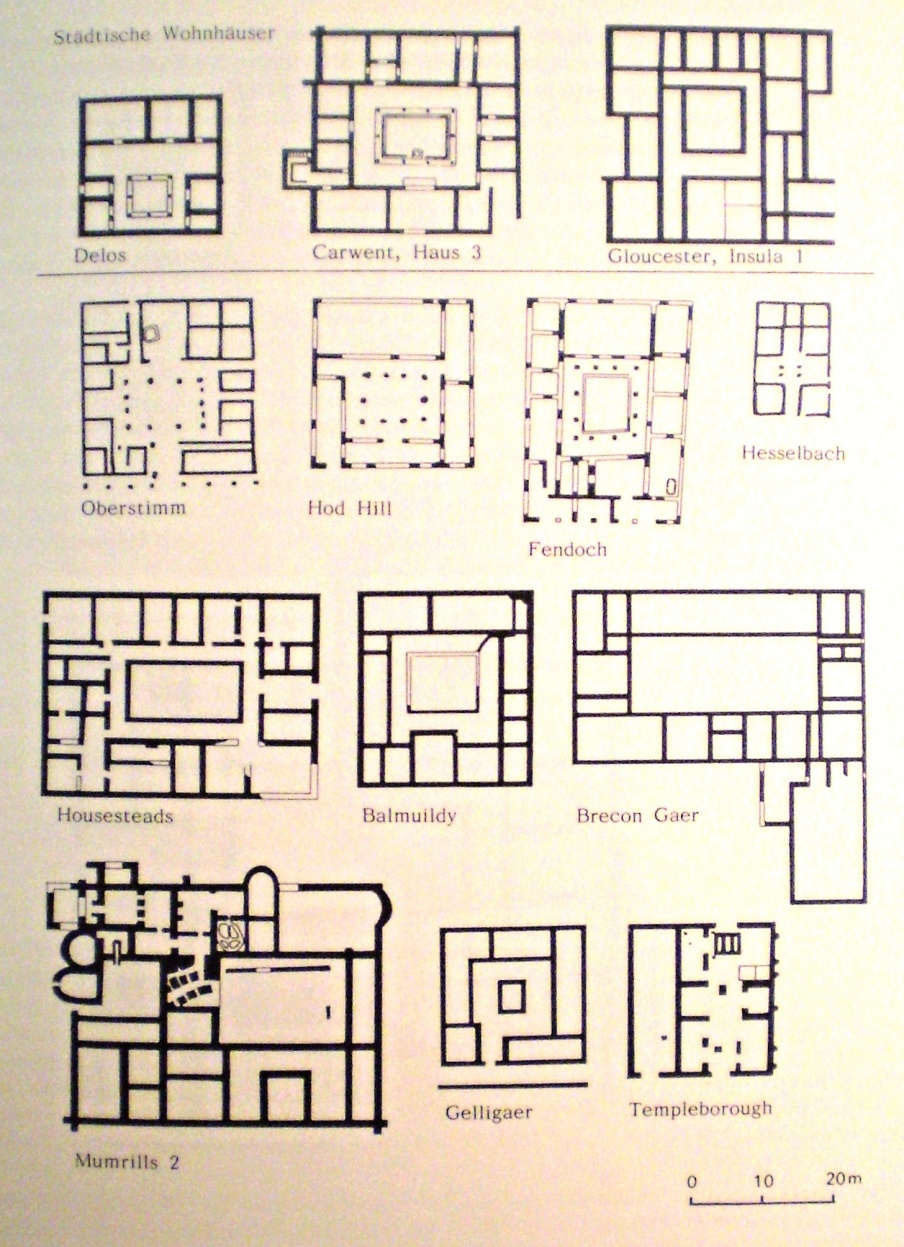 Städtische Wohnhäuser
Delos
Carwent, Haus 3
Gloucester, Insula 1
Oberstimm
Hod Hill
Fendoch
Hesselbach
Housesteads
Balmuildy
Brecon Gaer
Mumrills 2
Gelligaer
Templeborough
0 10 20m